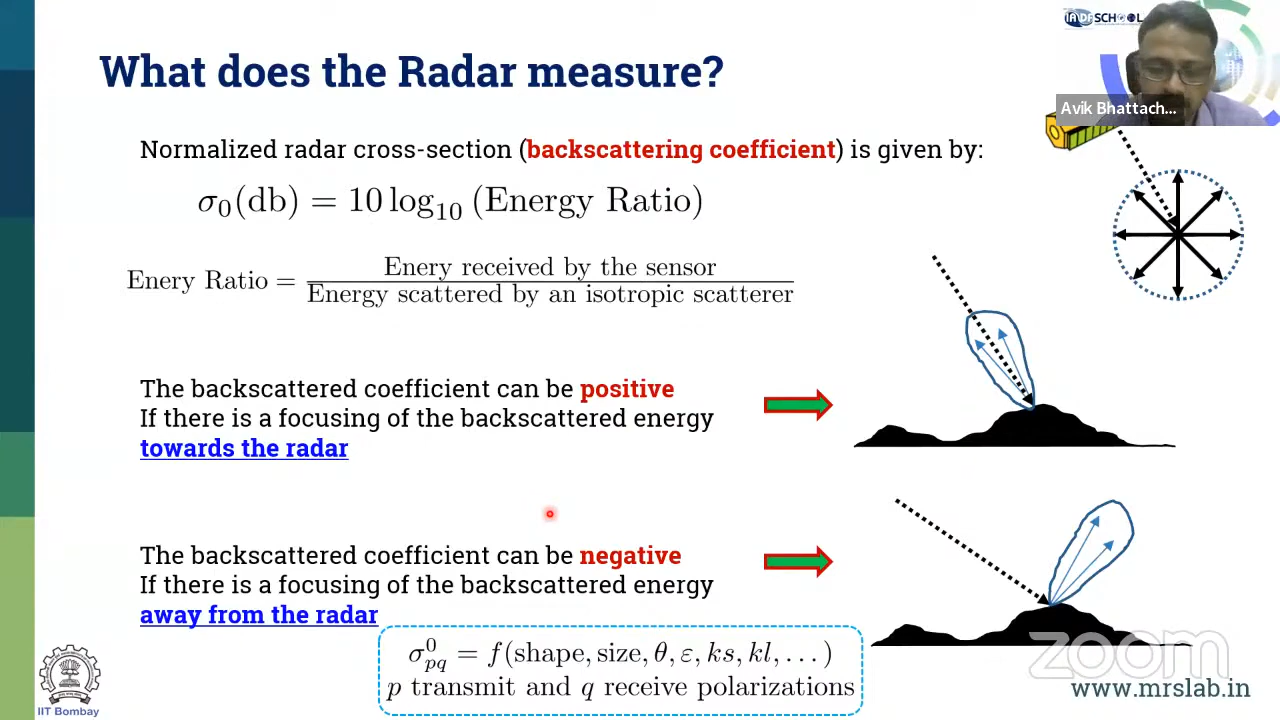 What does the Radar measure?
IADFSCHOOL
Avik Bhattach...
Normalized radar cross-section (backscattering coefficient) is given by:
σ₀(db) = 10 log₁₀ (Energy Ratio)
Enery Ratio = Enery received by the sensor
Energy scattered by an isotropic scatterer
The backscattered coefficient can be positive
If there is a focusing of the backscattered energy
towards the radar
The backscattered coefficient can be negative
If there is a focusing of the backscattered energy
away from the radar
σ⁰pq = f(shape, size, θ, ε, ks, kl, . . . )
p transmit and q receive polarizations
zoom
www.mrslab.in
IIT Bombay